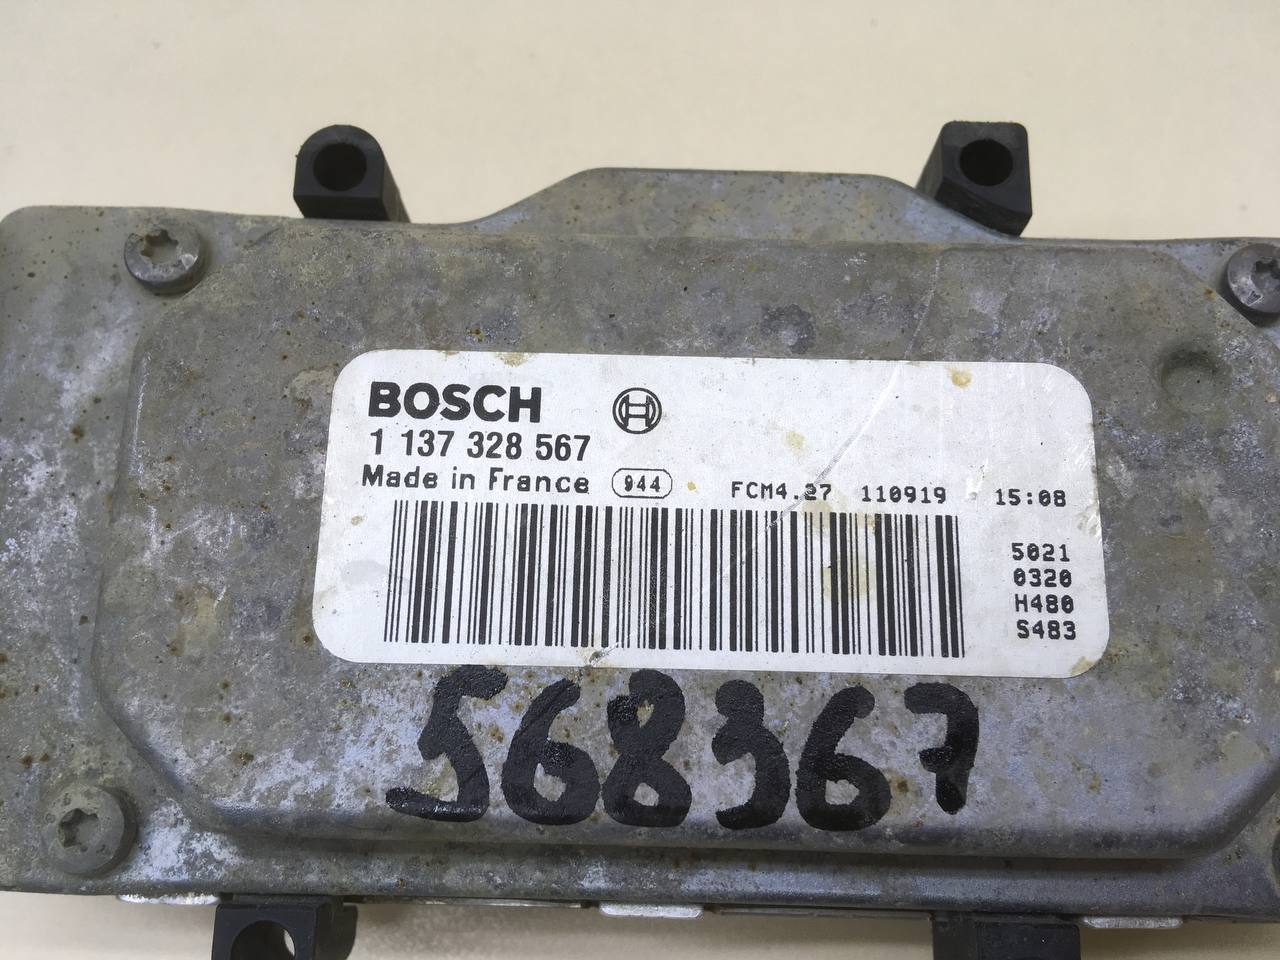 BOSCH
1 137 328 567
Made in France 944 FCM4.27 110919 15:08
5021
0320
H480
S483
568367